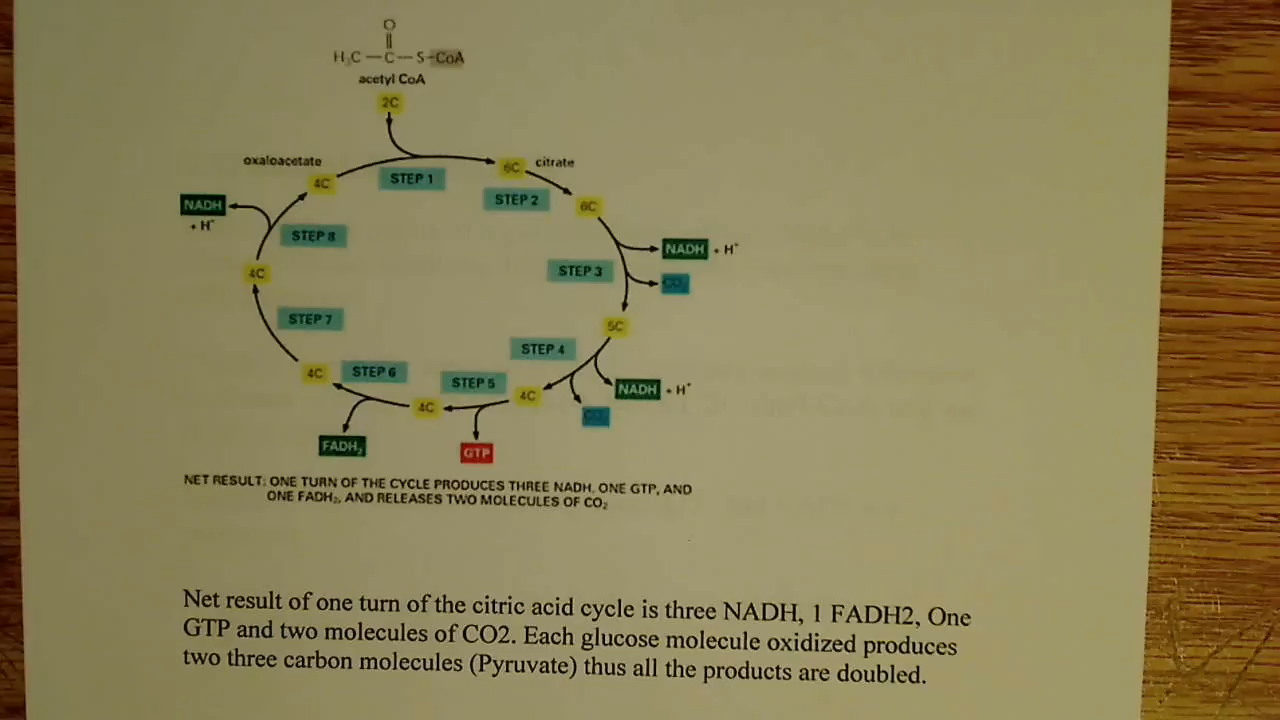 O
H₃C—C—S-CoA
acetyl CoA
2C
oxaloacetate
4C
6C
citrate
STEP 1
STEP 2
NADH
+ H⁺
6C
STEP 8
NADH + H⁺
4C
STEP 3
CO₂
STEP 7
5C
STEP 4
4C
STEP 6
STEP 5
NADH + H⁺
4C
4C
CO₂
FADH₂
GTP
NET RESULT: ONE TURN OF THE CYCLE PRODUCES THREE NADH, ONE GTP, AND
ONE FADH₂, AND RELEASES TWO MOLECULES OF CO₂
Net result of one turn of the citric acid cycle is three NADH, 1 FADH2, One
GTP and two molecules of CO2. Each glucose molecule oxidized produces
two three carbon molecules (Pyruvate) thus all the products are doubled.